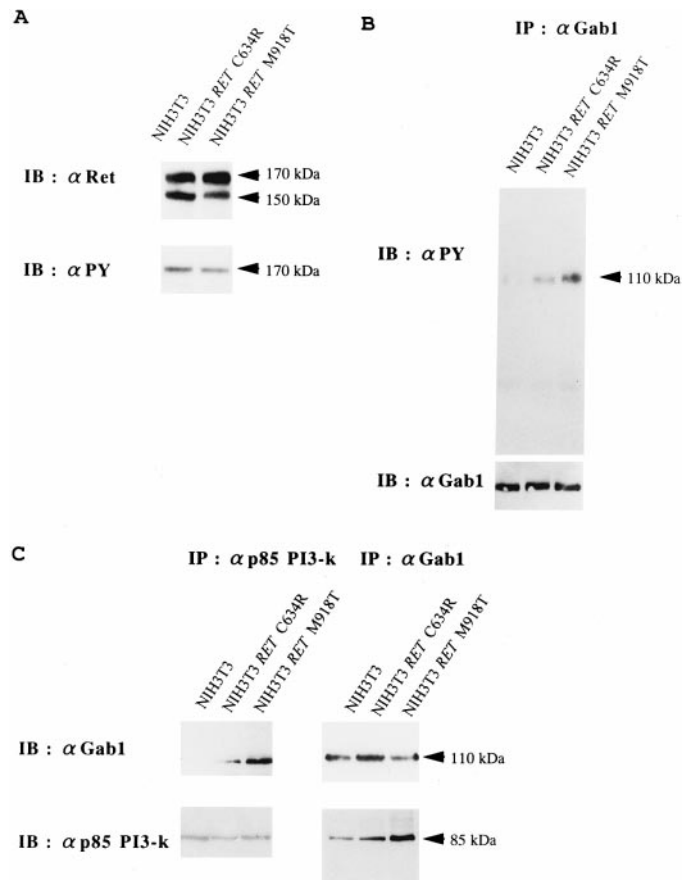 A
NIH3T3
NIH3T3 RET C634R
NIH3T3 RET M918T
IB : α Ret
170 kDa
150 kDa
IB : α PY
170 kDa
B
IP : α Gab1
NIH3T3
NIH3T3 RET C634R
NIH3T3 RET M918T
IB : α PY
110 kDa
IB : α Gab1
C
IP : α p85 PI3-k
IP : α Gab1
NIH3T3
NIH3T3 RET C634R
NIH3T3 RET M918T
NIH3T3
NIH3T3 RET C634R
NIH3T3 RET M918T
IB : α Gab1
110 kDa
IB : α p85 PI3-k
85 kDa